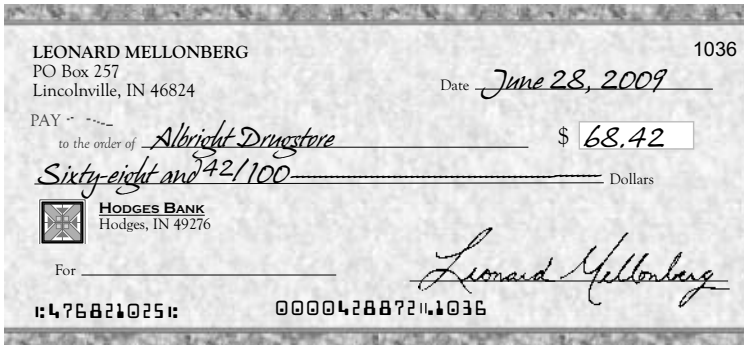 LEONARD MELLONBERG
1036
PO Box 257
Lincolnville, IN 46824
Date June 28, 2009
PAY
to the order of Albright Drugstore $ 68.42
Sixty-eight and 42/100 Dollars
HODGES BANK
Hodges, IN 49276
For
Leonard Mellonberg
⑆476821025⑆ 0000428872⑈1036